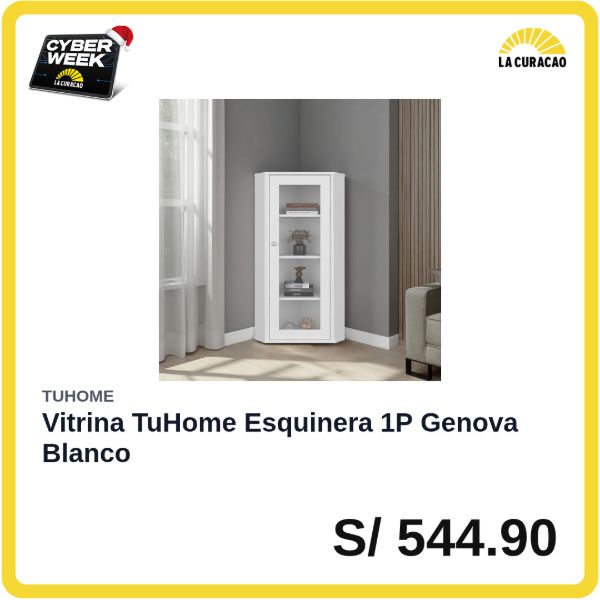 CYBER
WEEK
LA CURACAO
LA CURACAO
TUHOME
Vitrina TuHome Esquinera 1P Genova
Blanco
S/ 544.90